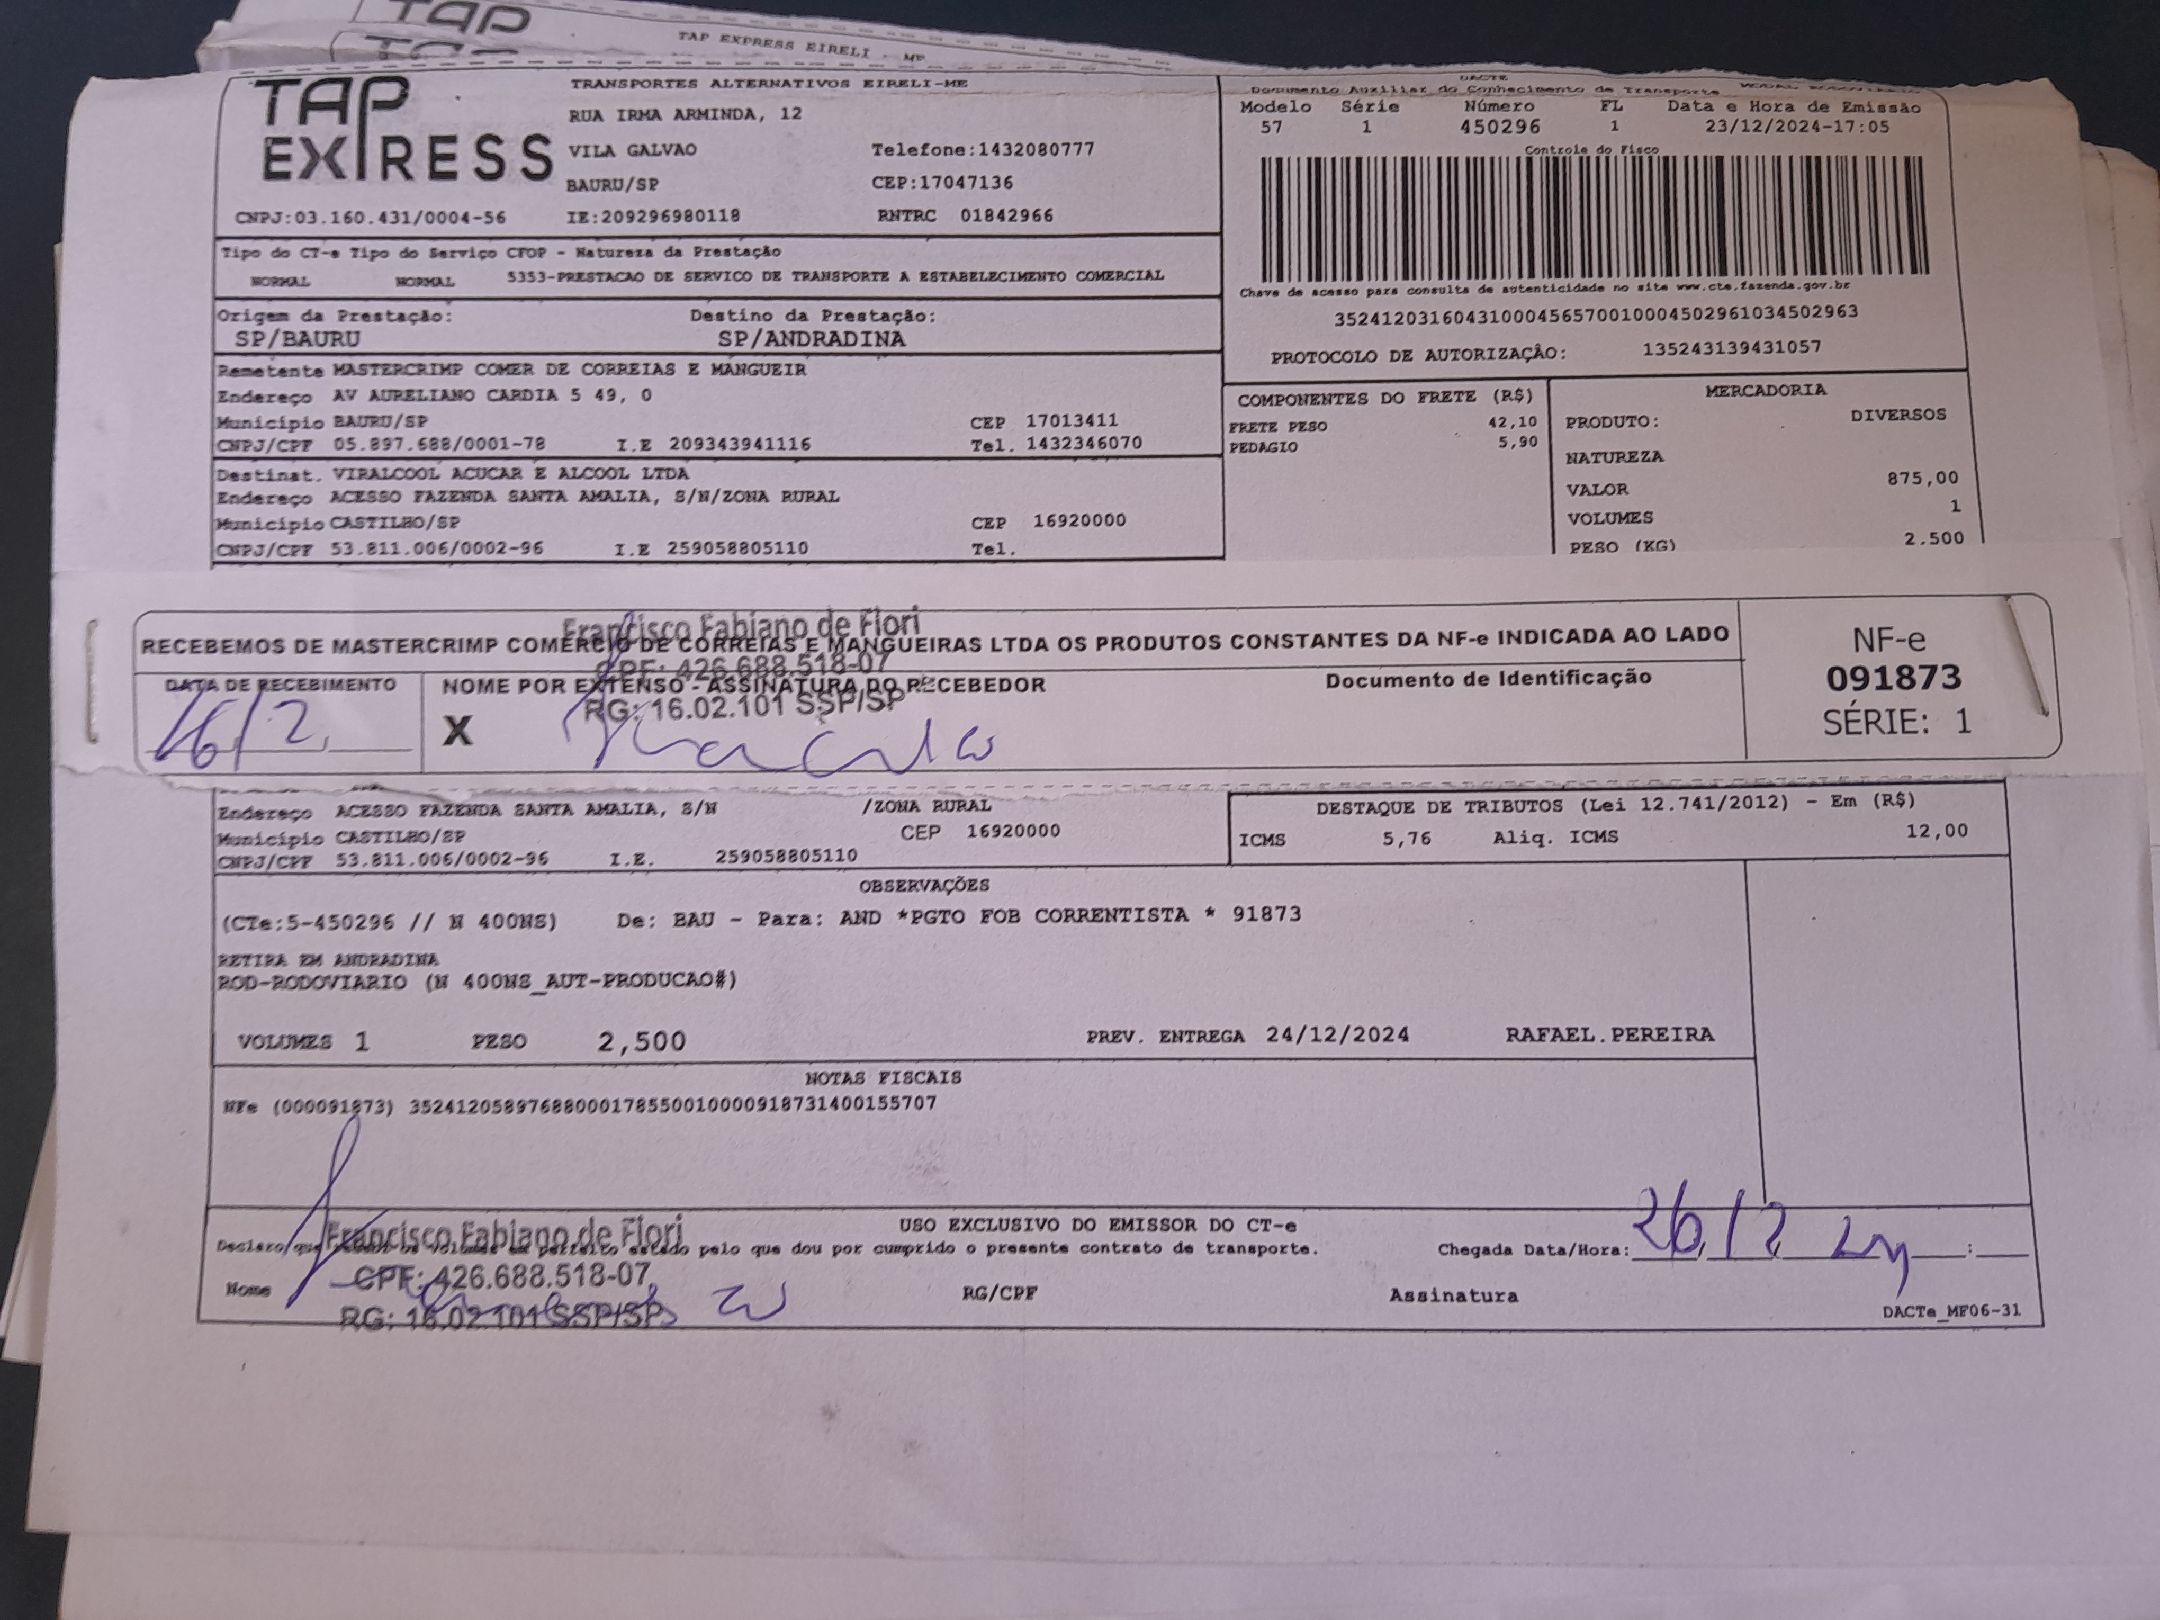 TAP
TAP EXPRESS EIRELI - ME
TAP EXPRESS
TRANSPORTES ALTERNATIVOS EIRELI-ME
RUA IRMA ARMINDA, 12
VILA GALVAO Telefone:1432080777
BAURU/SP CEP:17047136
CNPJ:03.160.431/0004-56 IE:209296980118 RNTRC 01842966
DACTE
Documento Auxiliar do Conhecimento de Transporte
Modelo Série Número FL Data e Hora de Emissão
57 1 450296 1 23/12/2024-17:05
Controle do Fisco
Chave de acesso para consulta de autenticidade no site www.cte.fazenda.gov.br
35241203160431000456570010004502961034502963
PROTOCOLO DE AUTORIZAÇÃO: 135243139431057
Tipo do CT-e Tipo do Serviço CFOP - Natureza da Prestação
NORMAL NORMAL 5353-PRESTACAO DE SERVICO DE TRANSPORTE A ESTABELECIMENTO COMERCIAL
Origem da Prestação: Destino da Prestação:
SP/BAURU SP/ANDRADINA
Remetente MASTERCRIMP COMER DE CORREIAS E MANGUEIR
Endereço AV AURELIANO CARDIA 5 49, 0
Município BAURU/SP CEP 17013411
CNPJ/CPF 05.897.688/0001-78 I.E 209343941116 Tel. 1432346070
Destinat. VIRALCOOL ACUCAR E ALCOOL LTDA
Endereço ACESSO FAZENDA SANTA AMALIA, S/N/ZONA RURAL
Município CASTILHO/SP CEP 16920000
CNPJ/CPF 53.811.006/0002-96 I.E 259058805110 Tel.
COMPONENTES DO FRETE (R$)
FRETE PESO 42,10
PEDAGIO 5,90
MERCADORIA
PRODUTO: DIVERSOS
NATUREZA
VALOR 875,00
VOLUMES 1
PESO (KG) 2.500
RECEBEMOS DE MASTERCRIMP COMÉRCIO DE CORREIAS E MANGUEIRAS LTDA OS PRODUTOS CONSTANTES DA NF-e INDICADA AO LADO
Francisco Fabiano de Flori
CPF: 426.688.518-07
RG: 16.02.101 SSP/SP
DATA DE RECEBIMENTO NOME POR EXTENSO - ASSINATURA DO RECEBEDOR Documento de Identificação
X
NF-e
091873
SÉRIE: 1
Endereço ACESSO FAZENDA SANTA AMALIA, S/N /ZONA RURAL
Município CASTILHO/SP CEP 16920000
CNPJ/CPF 53.811.006/0002-96 I.E. 259058805110
DESTAQUE DE TRIBUTOS (Lei 12.741/2012) - Em (R$)
ICMS 5,76 Aliq. ICMS 12,00
OBSERVAÇÕES
(CTe:5-450296 // N 400NS) De: BAU - Para: AND *PGTO FOB CORRENTISTA * 91873
RETIRA EM ANDRADINA
ROD-RODOVIARIO (N 400NS_AUT-PRODUCAO#)
VOLUMES 1 PESO 2,500 PREV. ENTREGA 24/12/2024 RAFAEL.PEREIRA
NOTAS FISCAIS
NFe (000091873) 35241205897688000178550010000918731400155707
USO EXCLUSIVO DO EMISSOR DO CT-e
Declaro que recebi os volumes em perfeito estado pelo que dou por cumprido o presente contrato de transporte. Chegada Data/Hora: 26/12
Nome RG/CPF Assinatura
Francisco Fabiano de Flori
CPF: 426.688.518-07
RG: 16.02.101 SSP/SP
DACTe_MF06-31